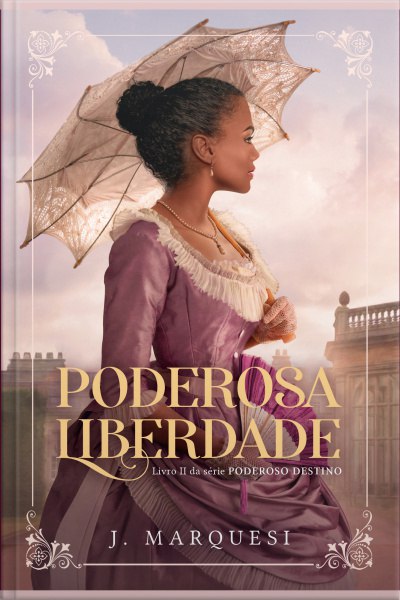 PODEROSA
LIBERDADE
Livro II da série PODEROSO DESTINO
J. MARQUESI